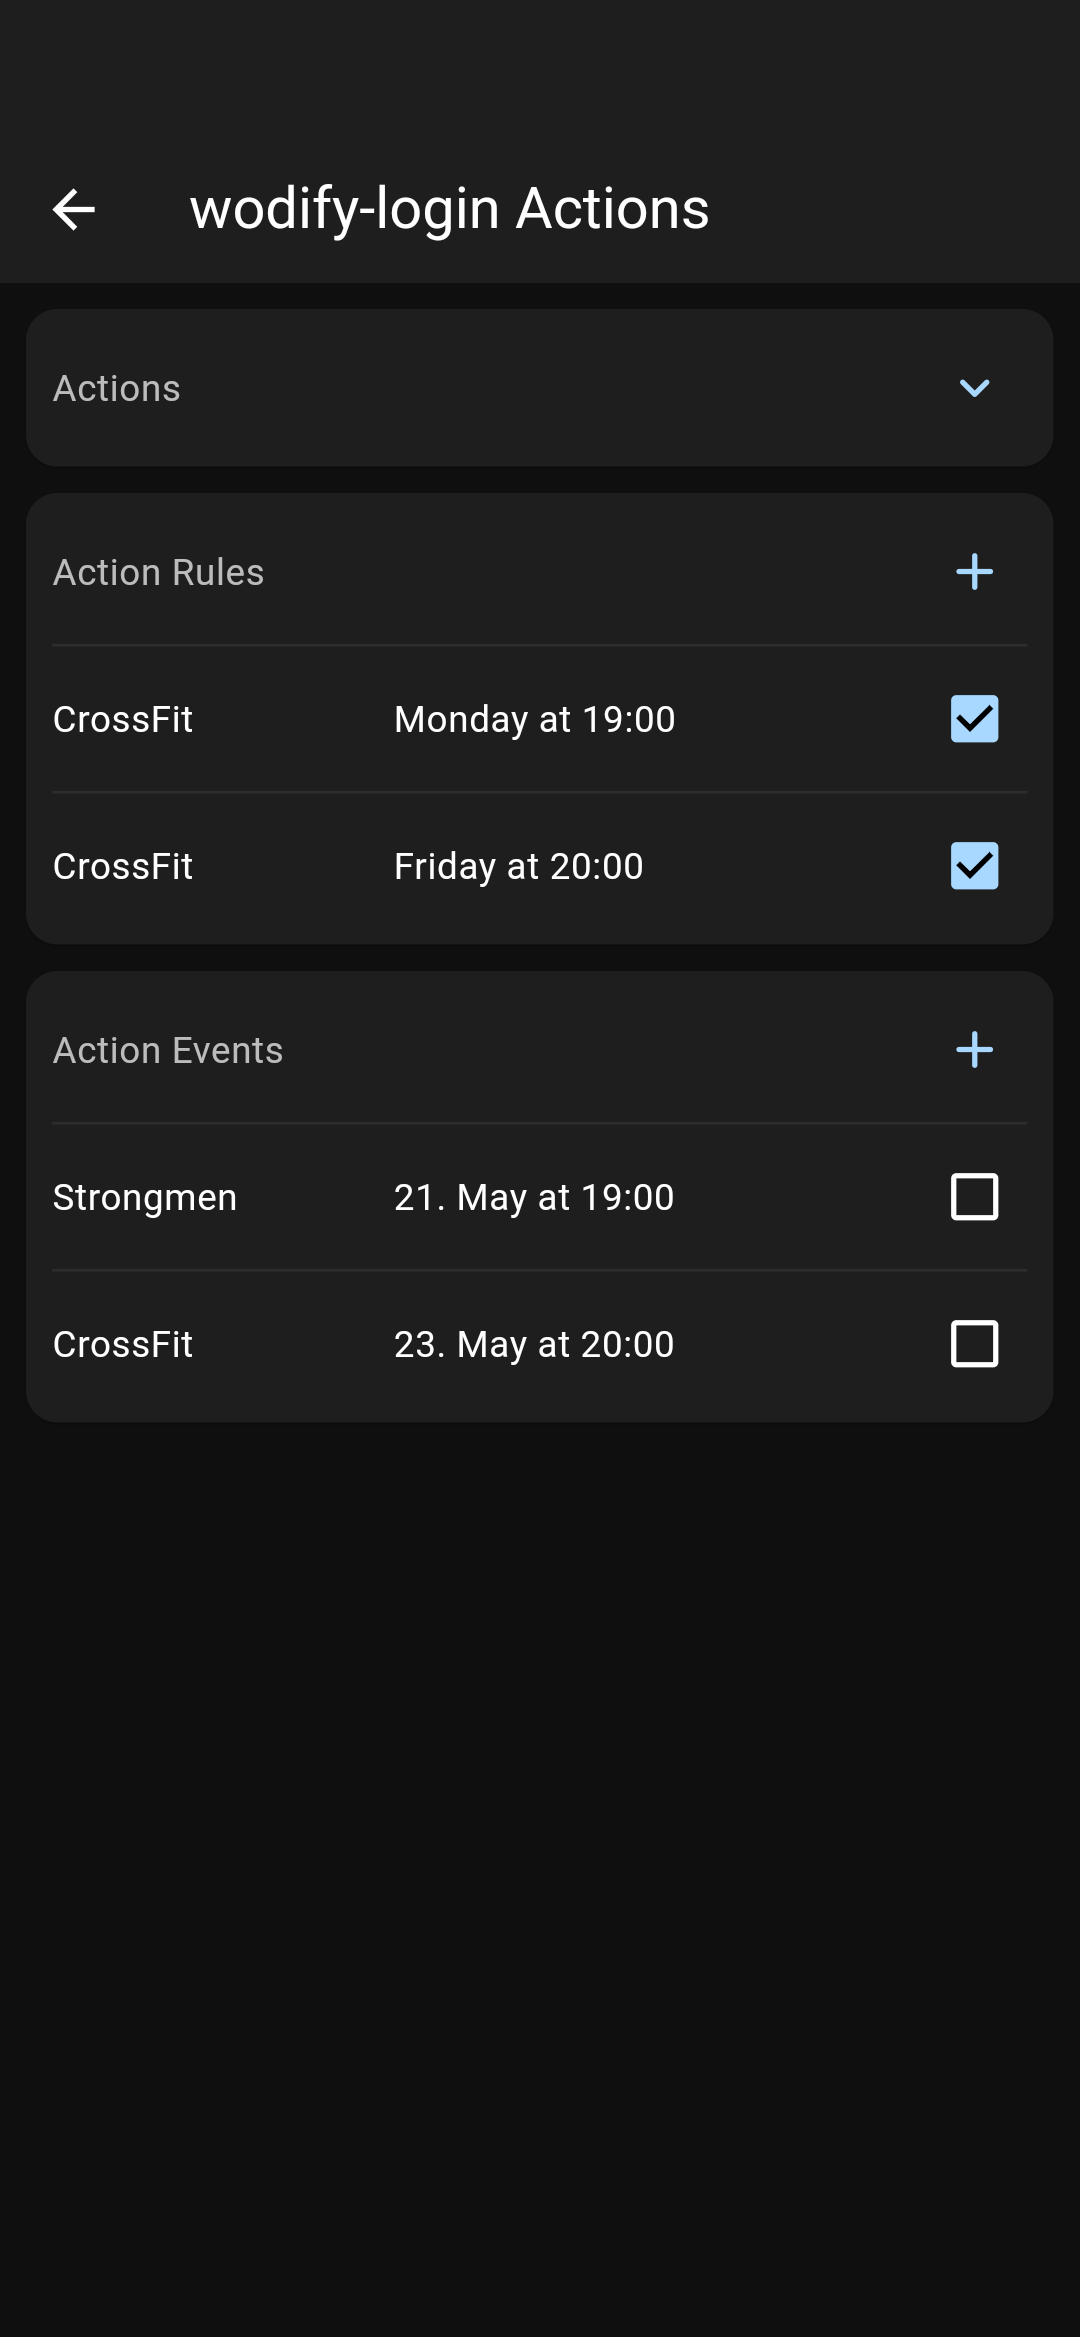 wodify-login Actions
Actions
Action Rules
CrossFit Monday at 19:00
CrossFit Friday at 20:00
Action Events
Strongmen 21. May at 19:00
CrossFit 23. May at 20:00